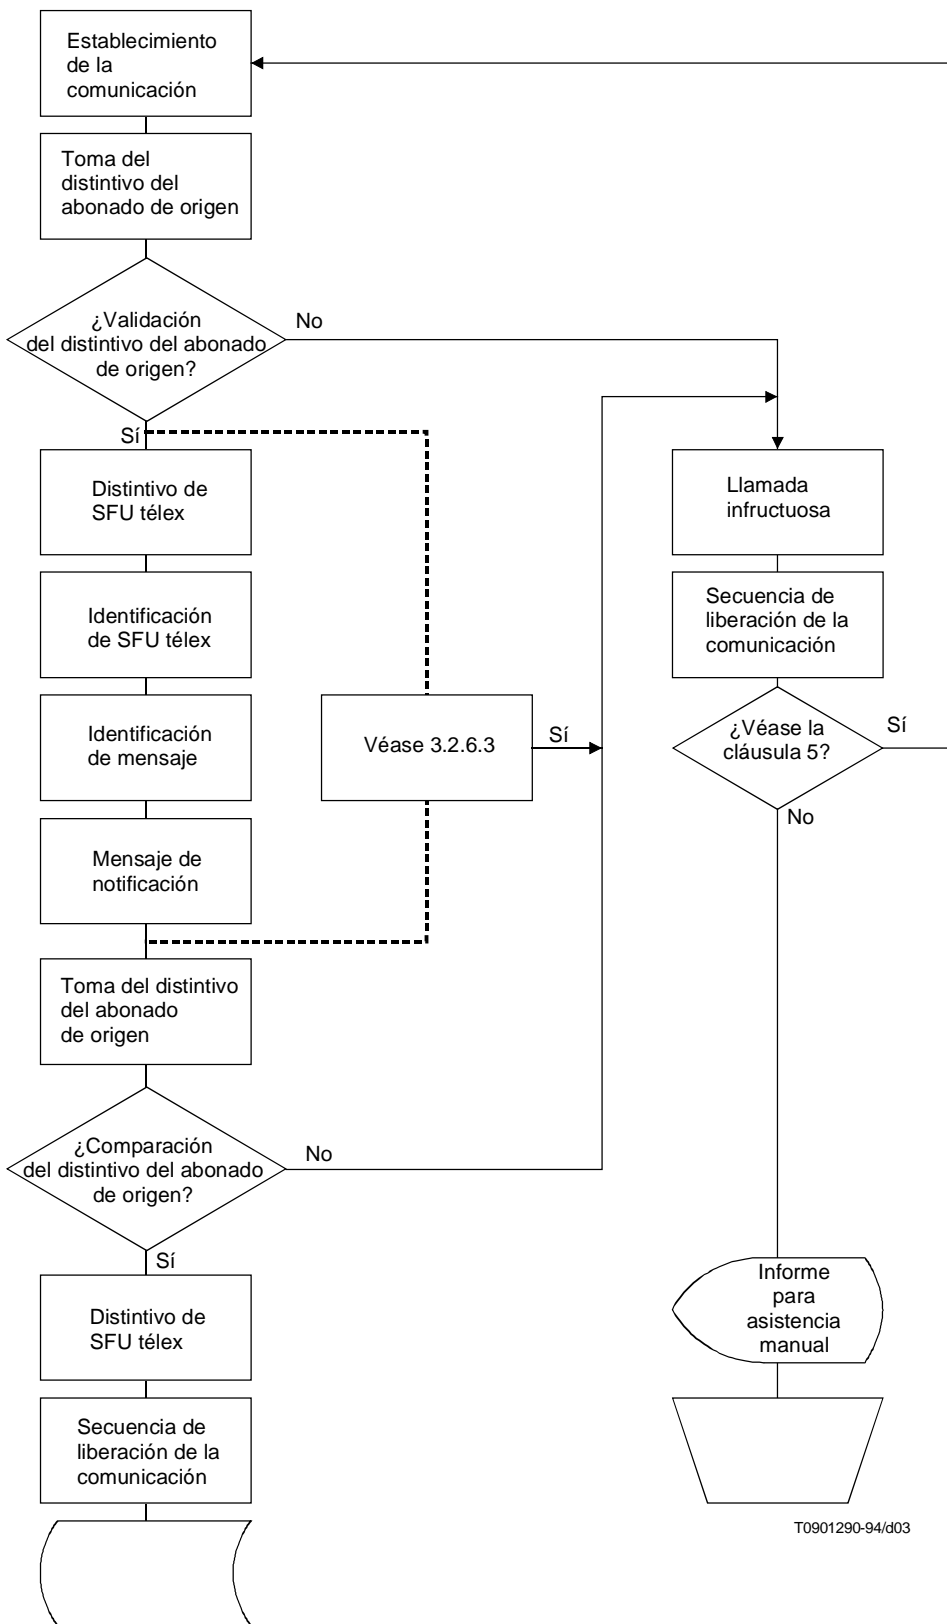 Establecimiento
de la
comunicación
Toma del
distintivo del
abonado de origen
¿Validación
del distintivo del abonado
de origen?
No
Sí
Distintivo de
SFU télex
Identificación
de SFU télex
Identificación
de mensaje
Mensaje de
notificación
Véase 3.2.6.3
Sí
Toma del distintivo
del abonado
de origen
¿Comparación
del distintivo del abonado
de origen?
No
Sí
Distintivo de
SFU télex
Secuencia de
liberación de la
comunicación
Llamada
infructuosa
Secuencia de
liberación de la
comunicación
¿Véase la
cláusula 5?
Sí
No
Informe
para
asistencia
manual
T0901290-94/d03